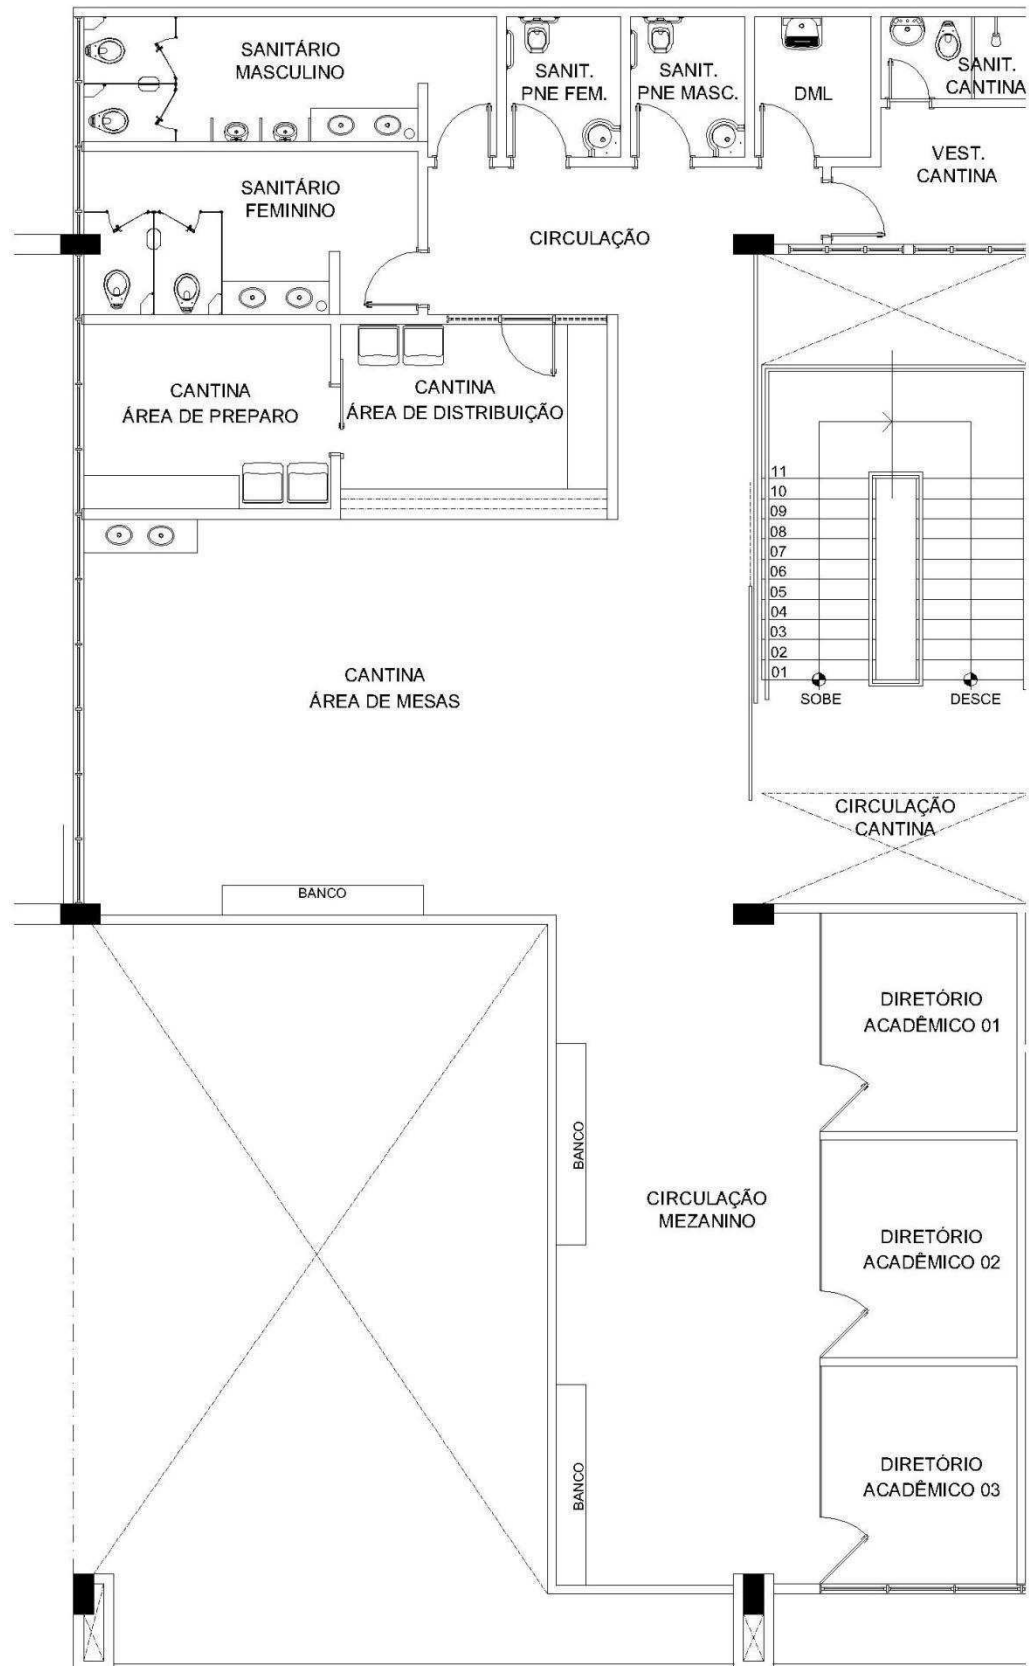 SANITÁRIO
MASCULINO
SANIT.
PNE FEM.
SANIT.
PNE MASC.
DML
SANIT.
CANTINA
VEST.
CANTINA
SANITÁRIO
FEMININO
CIRCULAÇÃO
CANTINA
ÁREA DE PREPARO
CANTINA
ÁREA DE DISTRIBUIÇÃO
11
10
09
08
07
06
05
04
03
02
01
SOBE
DESCE
CANTINA
ÁREA DE MESAS
CIRCULAÇÃO
CANTINA
BANCO
DIRETÓRIO
ACADÊMICO 01
BANCO
CIRCULAÇÃO
MEZANINO
DIRETÓRIO
ACADÊMICO 02
BANCO
DIRETÓRIO
ACADÊMICO 03